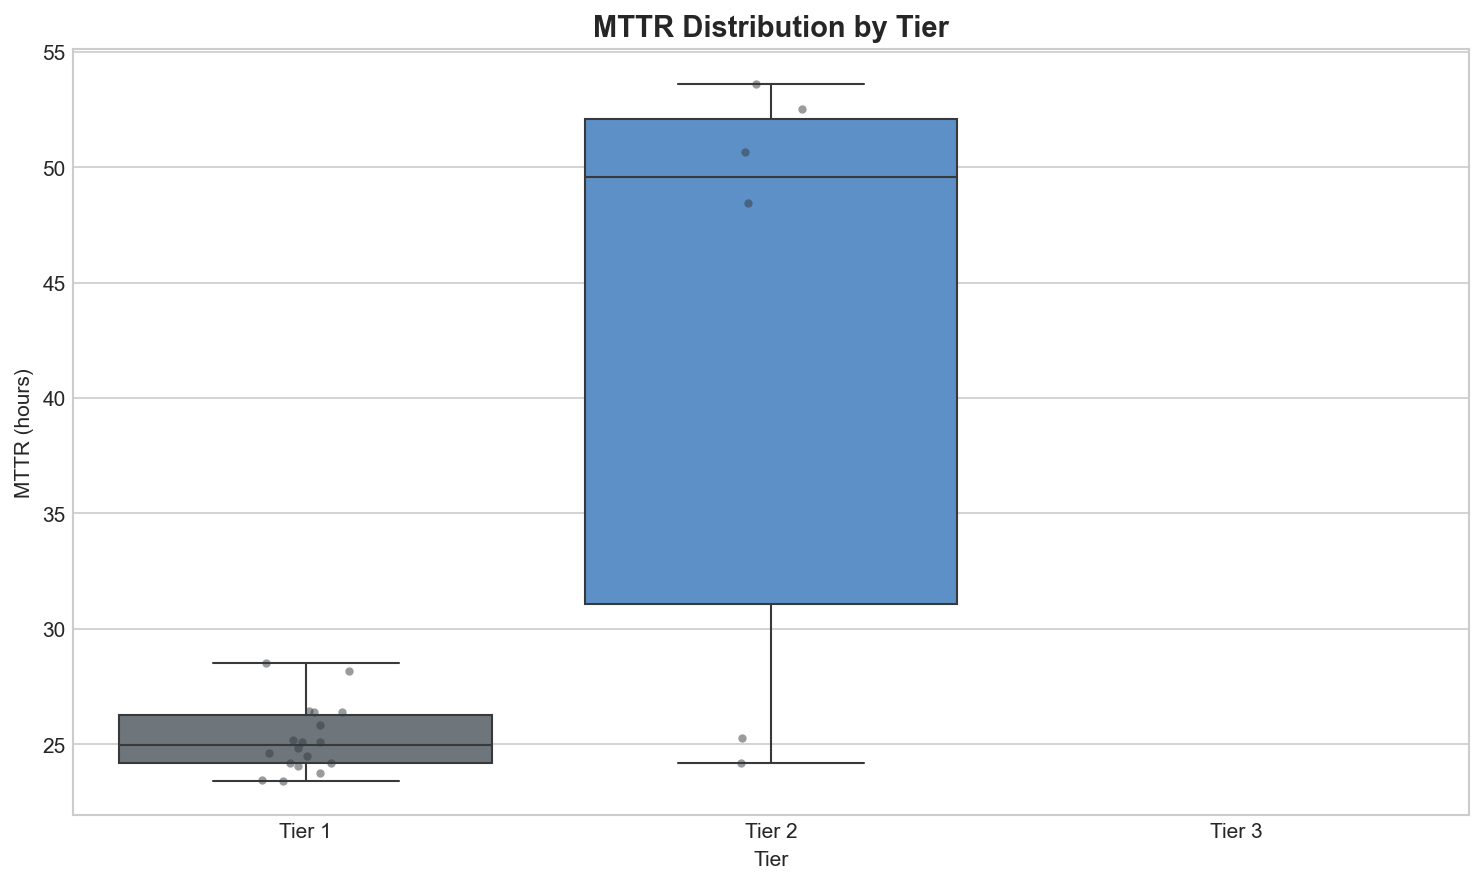 MTTR Distribution by Tier
MTTR (hours)
55
50
45
40
35
30
25
Tier 1
Tier 2
Tier 3
Tier